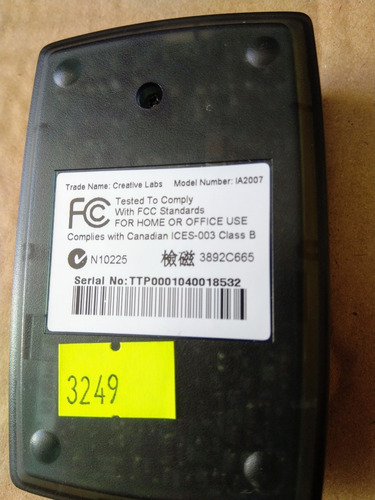 Trade Name: Creative Labs Model Number: IA2007
FC Tested To Comply
With FCC Standards
FOR HOME OR OFFICE USE
Complies with Canadian ICES-003 Class B
N10225 檢磁 3892C665
Serial No:TTP0001040018532
3249